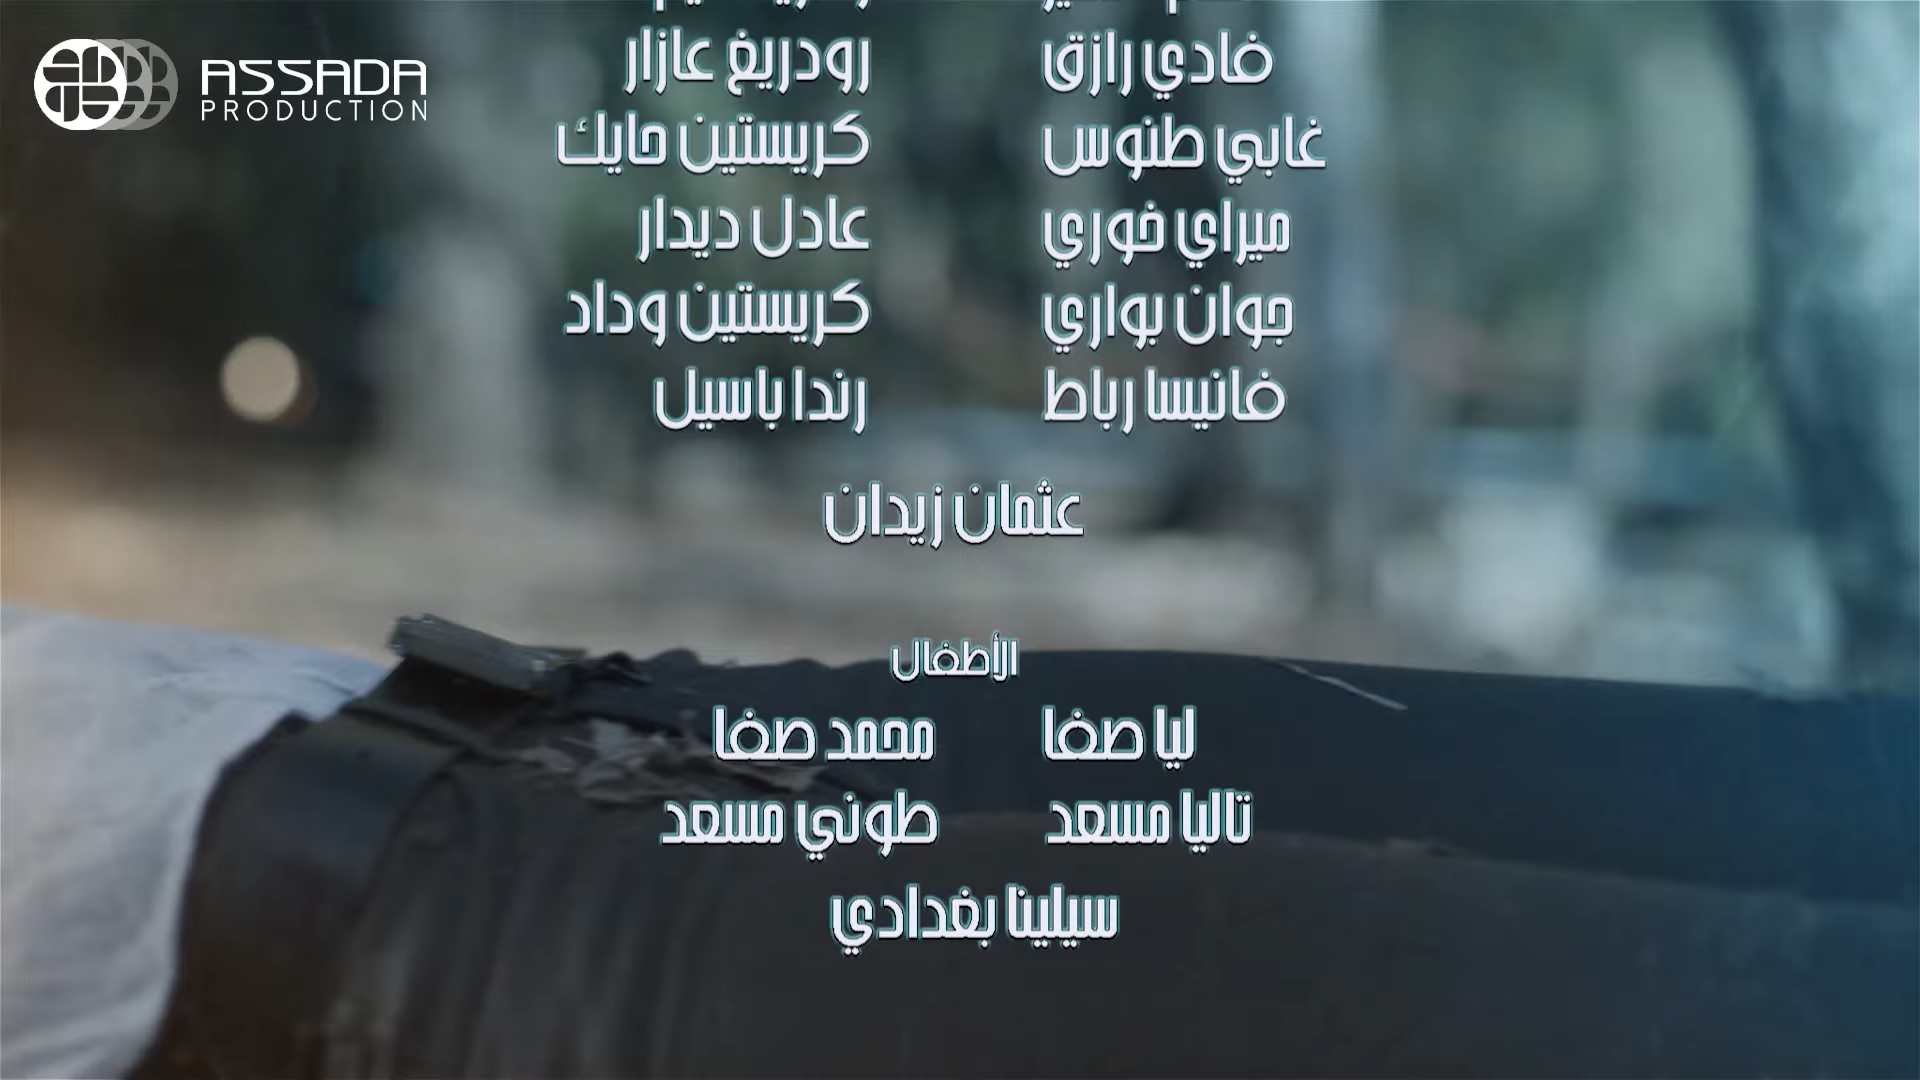 ASSADA
PRODUCTION
فادي رازق رودريغ عازار
غابي طنوس كريستين حايك
ميراي خوري عادل ديدار
جوان بواري كريستين وداد
فانيسا رباط رندا باسيل
عثمان زيدان
الأطفال
ليا صفا محمد صفا
تاليا مسعد طوني مسعد
سيلينا بغدادي